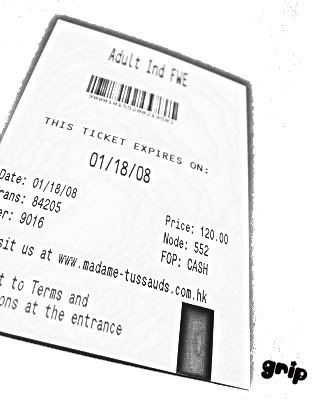 Adult Ind FWE
THIS TICKET EXPIRES ON:
01/18/08
Date: 01/18/08
rans: 84205
er: 9016
Price: 120.00
Node: 552
FOP: CASH
sit us at www.madame-tussauds.com.hk
t to Terms and
ons at the entrance
gnip